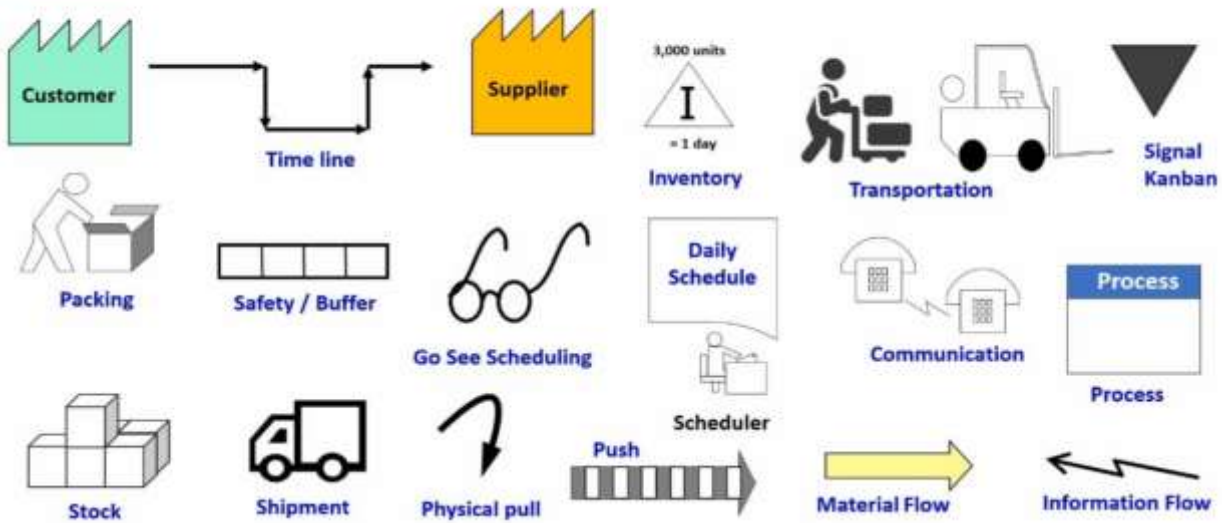 Customer
Time line
Supplier
3,000 units
I
= 1 day
Inventory
Transportation
Signal
Kanban
Packing
Safety / Buffer
Go See Scheduling
Daily
Schedule
Scheduler
Communication
Process
Process
Stock
Shipment
Physical pull
Push
Material Flow
Information Flow